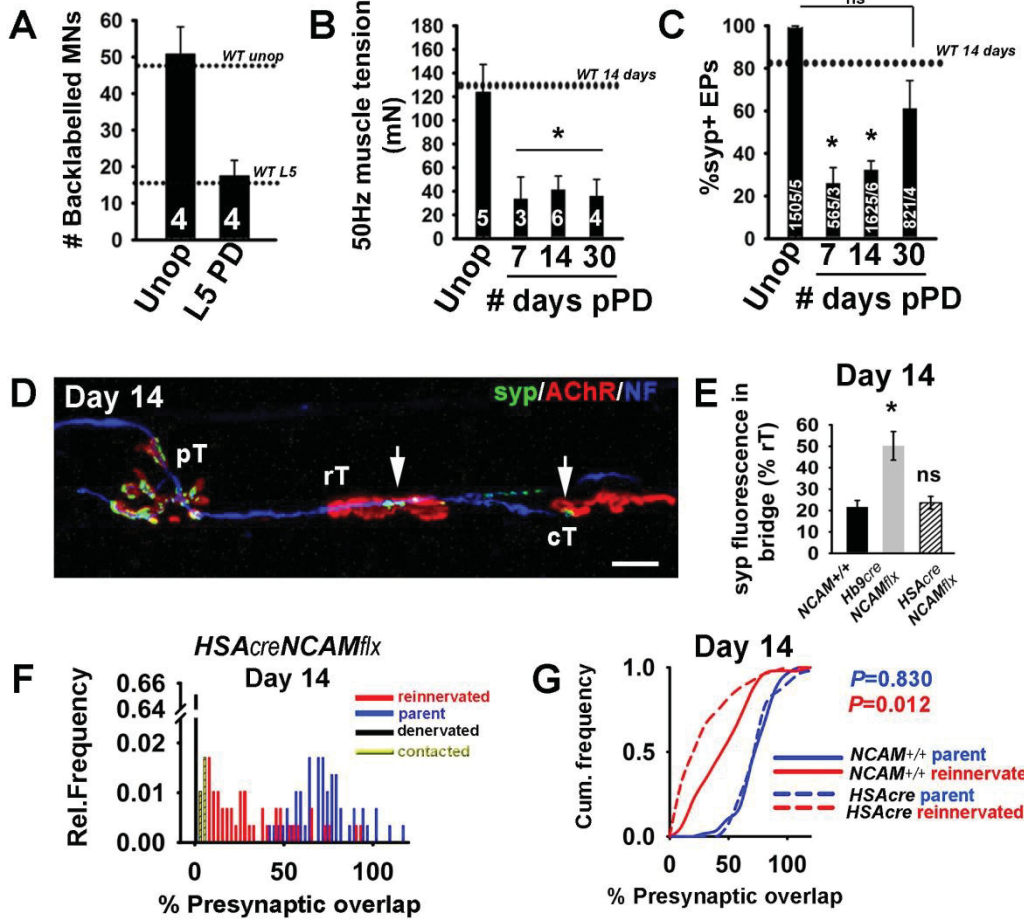 A
# Backlabelled MNs
60
50
40
30
20
10
0
WT unop
WT L5
4
4
Unop
L5 PD
B
50Hz muscle tension
(mN)
180
160
140
120
100
80
60
40
20
0
WT 14 days
*
5
3
6
4
Unop
7 14 30
# days pPD
C
%syp+ EPs
100
80
60
40
20
0
ns
WT 14 days
*
*
1505/5
565/3
1625/6
821/4
Unop
7 14 30
# days pPD
D
Day 14
syp/AChR/NF
pT
rT
cT
E
Day 14
syp fluorescence in
bridge (% rT)
60
50
40
30
20
10
0
*
ns
NCAM+/+
Hb9cre
NCAMflx
HSAcre
NCAMflx
F
HSAcreNCAMflx
Day 14
Rel.Frequency
0.66
0.64
0.02
0.01
0.00
reinnervated
parent
denervated
contacted
0 50 100
% Presynaptic overlap
G
Day 14
Cum. frequency
1.0
0.5
0.0
P=0.830
P=0.012
NCAM+/+ parent
NCAM+/+ reinnervate
HSAcre parent
HSAcre reinnervated
0 50 100
% Presynaptic overlap